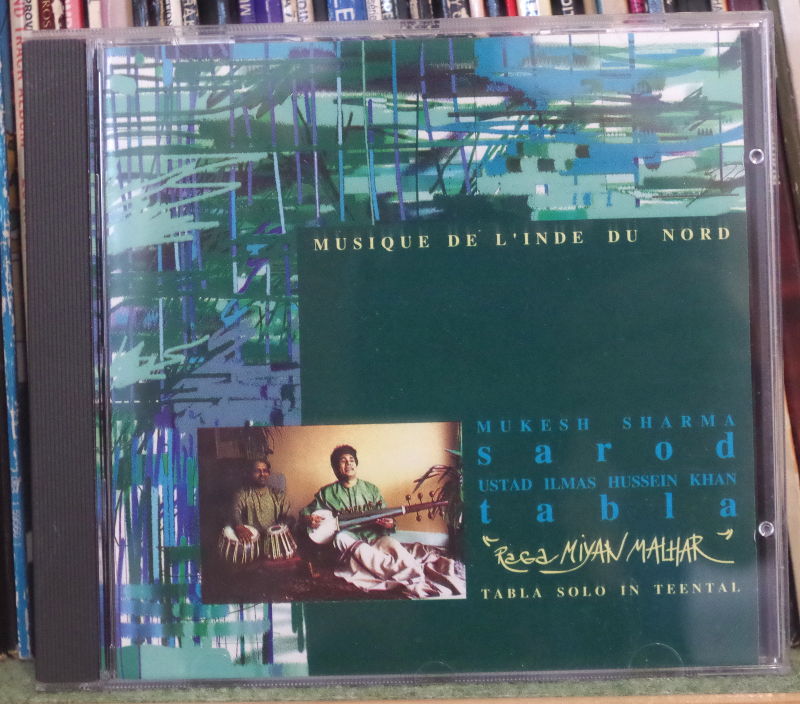 MUSIQUE DE L'INDE DU NORD
MUKESH SHARMA
sarod
USTAD ILMAS HUSSEIN KHAN
tabla
"RaGa MiYAN MALHAR"
TABLA SOLO IN TEENTAL